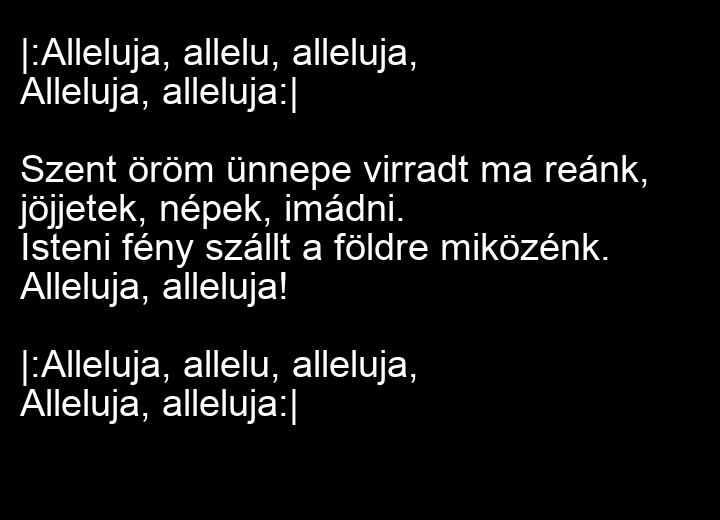 |:Alleluja, allelu, alleluja,
Alleluja, alleluja:|
Szent öröm ünnepe virradt ma reánk,
jöjjetek, népek, imádni.
Isteni fény szállt a földre miközénk.
Alleluja, alleluja!
|:Alleluja, allelu, alleluja,
Alleluja, alleluja:|